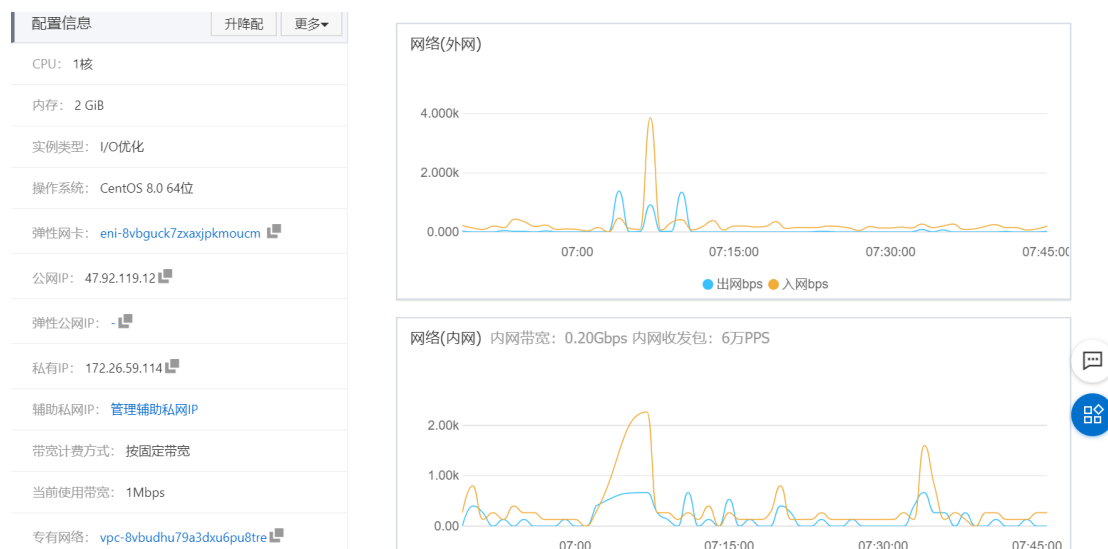 配置信息 升降配 更多
CPU： 1核
内存： 2 GiB
实例类型： I/O优化
操作系统： CentOS 8.0 64位
弹性网卡： eni-8vbguck7zxaxjpkmoucm
公网IP： 47.92.119.12
弹性公网IP： -
私有IP： 172.26.59.114
辅助私网IP： 管理辅助私网IP
带宽计费方式： 按固定带宽
当前使用带宽： 1Mbps
专有网络： vpc-8vbudhu79a3dxu6pu8tre
网络(外网)
4.000k
2.000k
0.000
07:00 07:15:00 07:30:00 07:45:00
出网bps 入网bps
网络(内网) 内网带宽：0.20Gbps 内网收发包：6万PPS
2.00k
1.00k
0.00
07:00 07:15:00 07:30:00 07:45:00